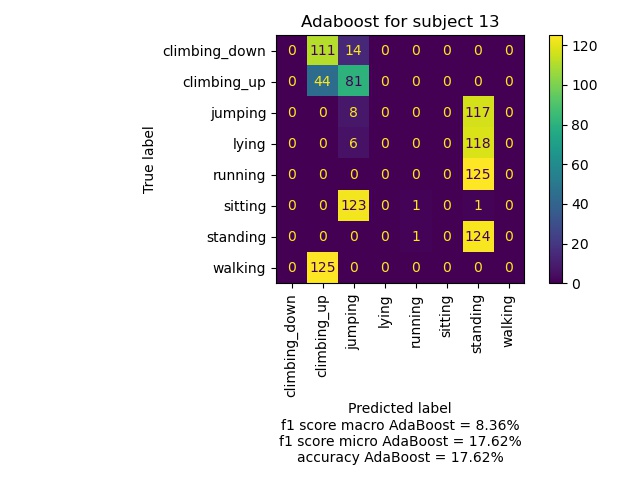 Adaboost for subject 13
True label
climbing_down 0 111 14 0 0 0 0 0
climbing_up 0 44 81 0 0 0 0 0
jumping 0 0 8 0 0 0 117 0
lying 0 0 6 0 0 0 118 0
running 0 0 0 0 0 0 125 0
sitting 0 0 123 0 1 0 1 0
standing 0 0 0 0 1 0 124 0
walking 0 125 0 0 0 0 0 0
climbing_down climbing_up jumping lying running sitting standing walking
120
100
80
60
40
20
0
Predicted label
f1 score macro AdaBoost = 8.36%
f1 score micro AdaBoost = 17.62%
accuracy AdaBoost = 17.62%